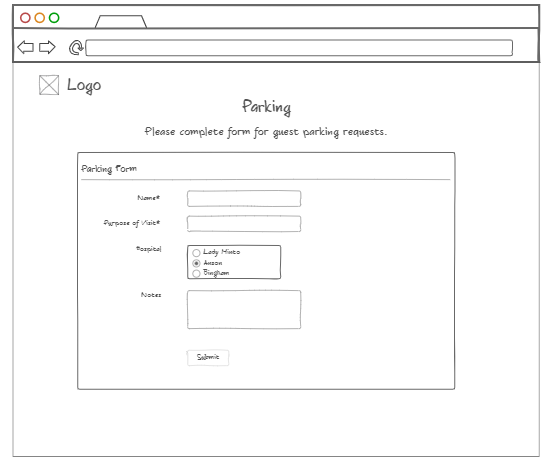 Logo
Parking
Please complete form for guest parking requests.
Parking Form
Name*
Purpose of Visit*
Hospital
Lady Minto
Anson
Bingham
Notes
Submit